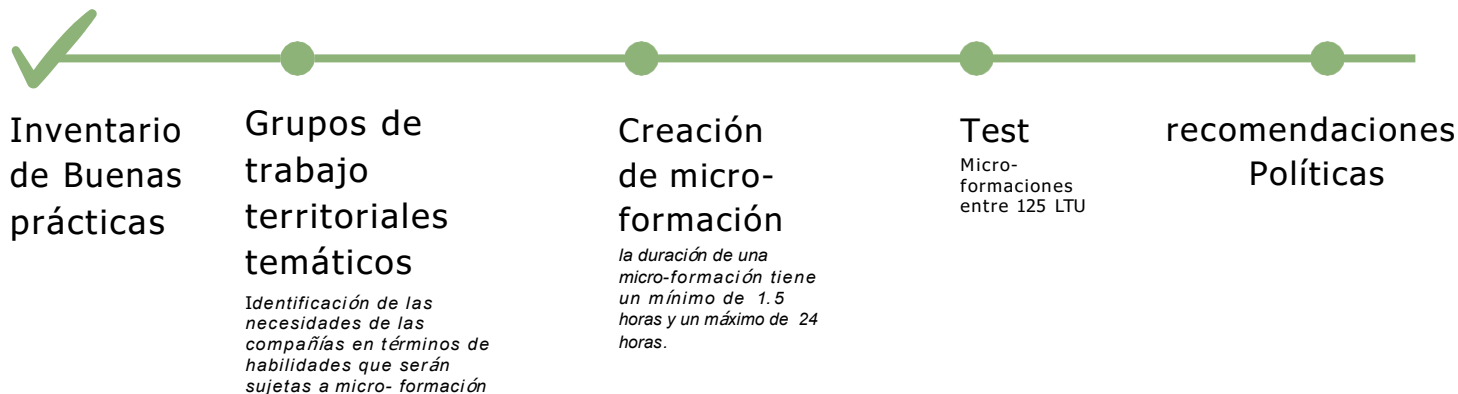 Inventario
de Buenas
prácticas
Grupos de
trabajo
territoriales
temáticos
Identificación de las
necesidades de las
compañías en términos de
habilidades que serán
sujetas a micro- formación
Creación
de micro-
formación
la duración de una
micro-formación tiene
un mínimo de 1.5
horas y un máximo de 24
horas.
Test
Micro-
formaciones
entre 125 LTU
recomendaciones
Políticas